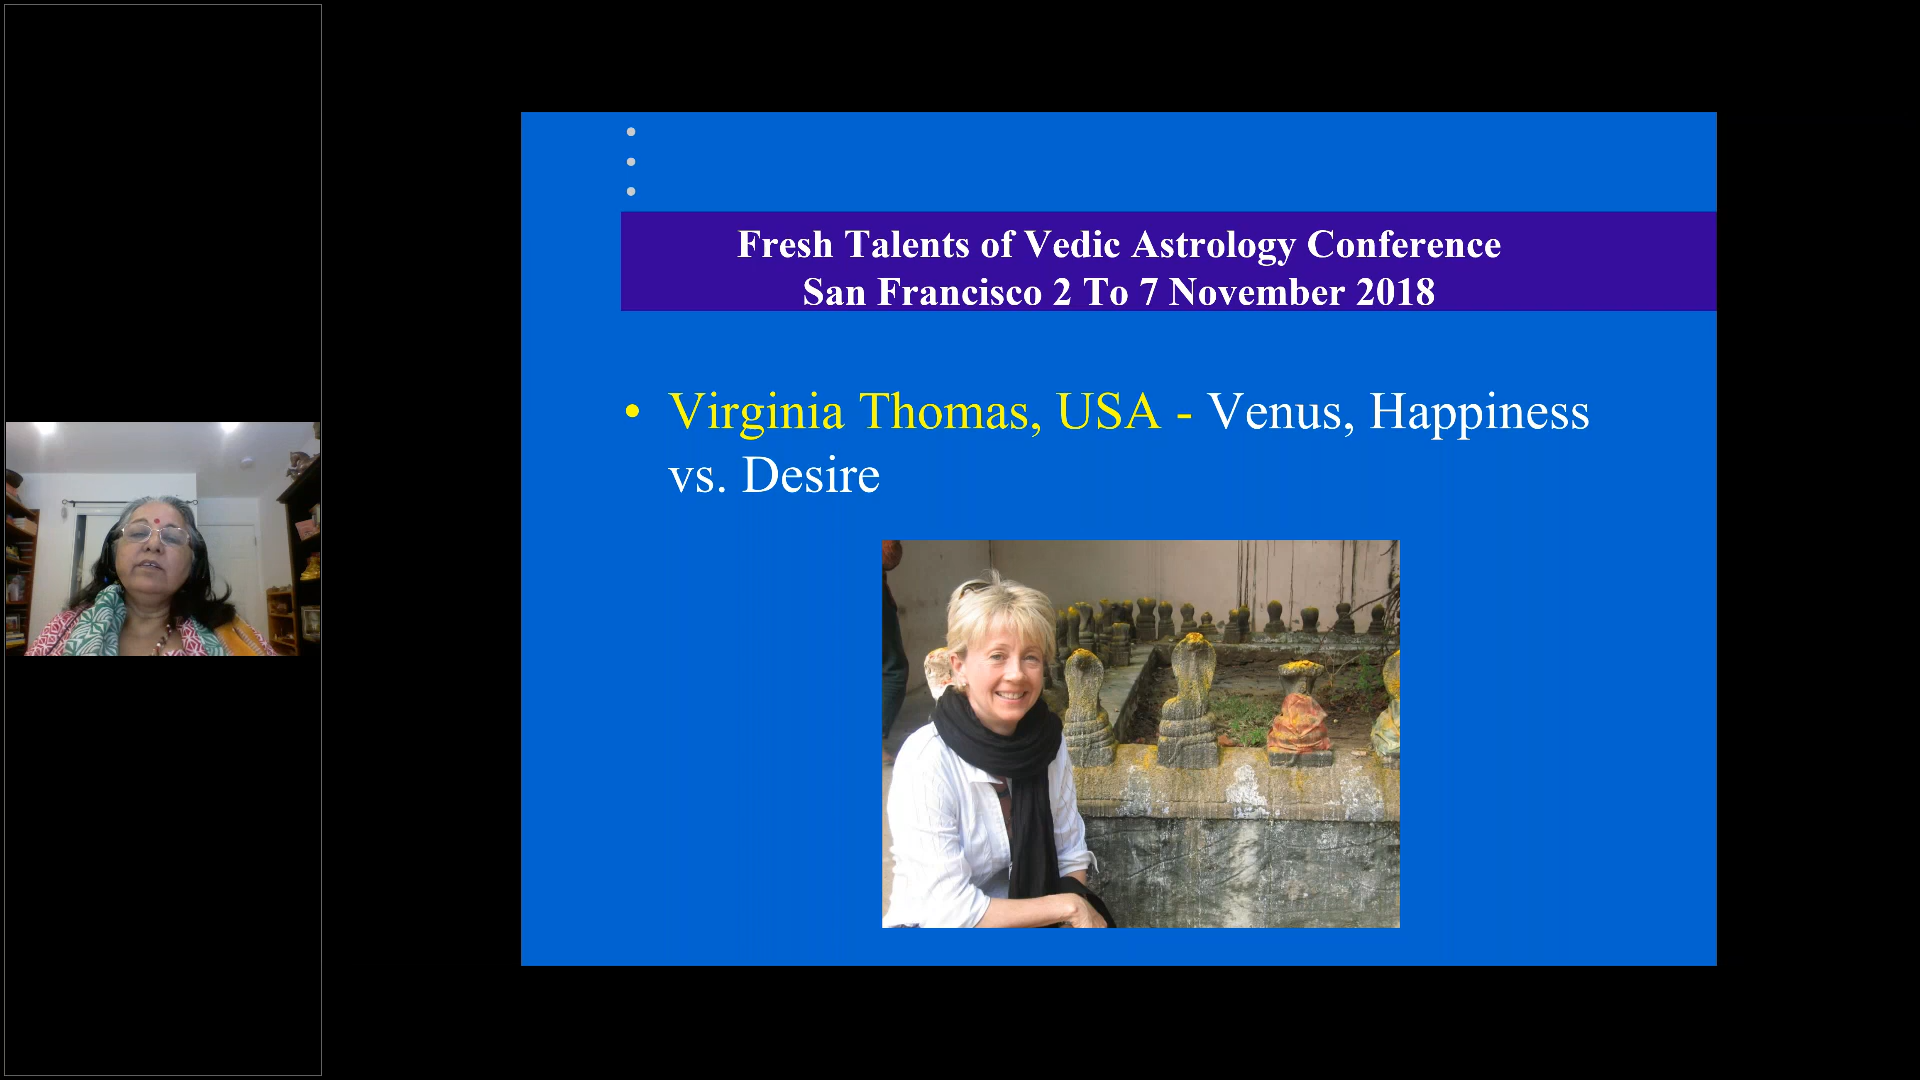 Fresh Talents of Vedic Astrology Conference
San Francisco 2 To 7 November 2018
• Virginia Thomas, USA - Venus, Happiness
vs. Desire